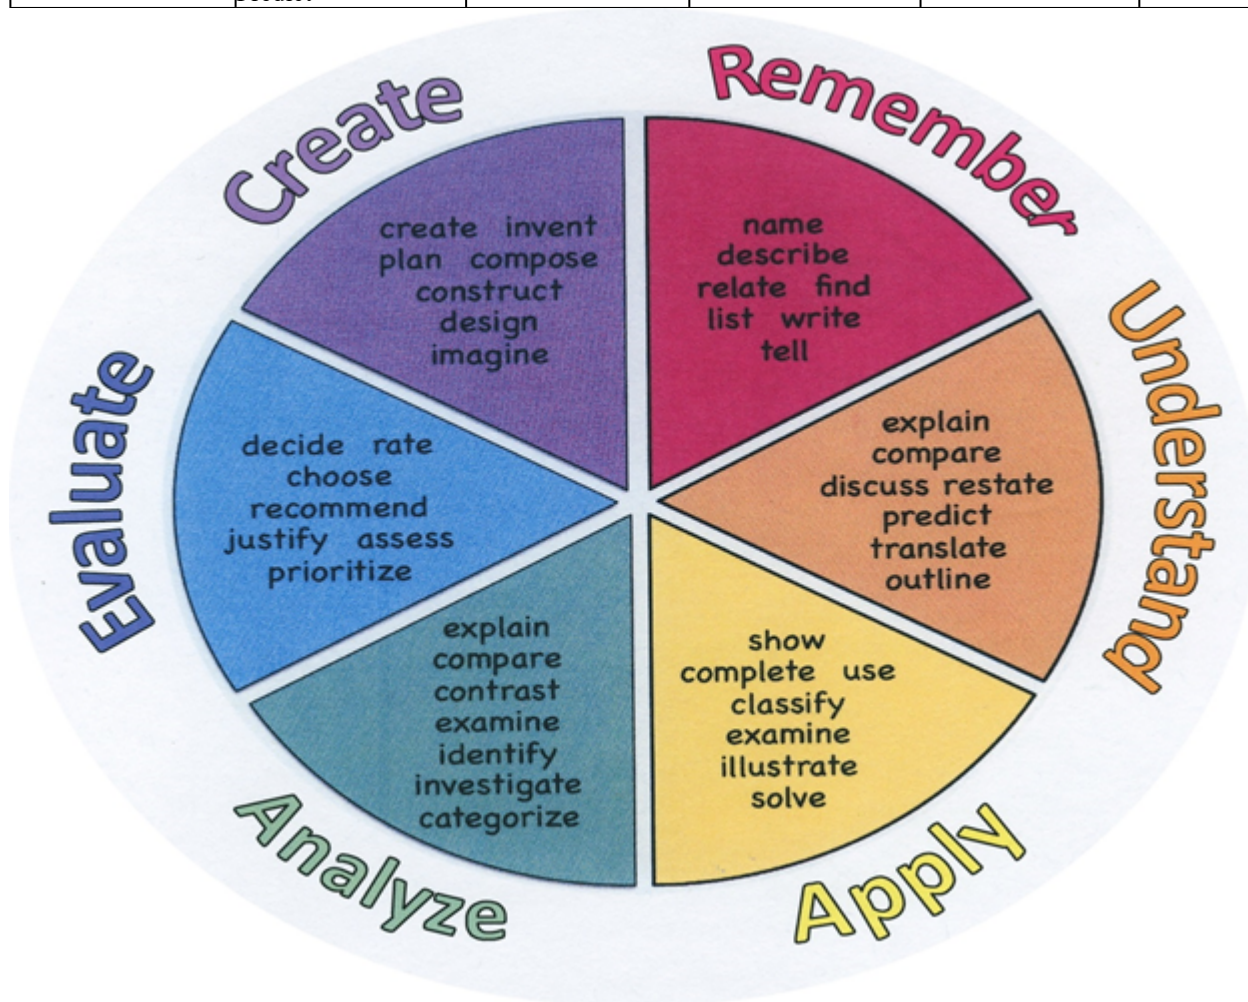 Remember
name
describe
relate find
list write
tell
Understand
explain
compare
discuss restate
predict
translate
outline
Apply
show
complete use
classify
examine
illustrate
solve
Analyze
explain
compare
contrast
examine
identify
investigate
categorize
Evaluate
decide rate
choose
recommend
justify assess
prioritize
Create
create invent
plan compose
construct
design
imagine